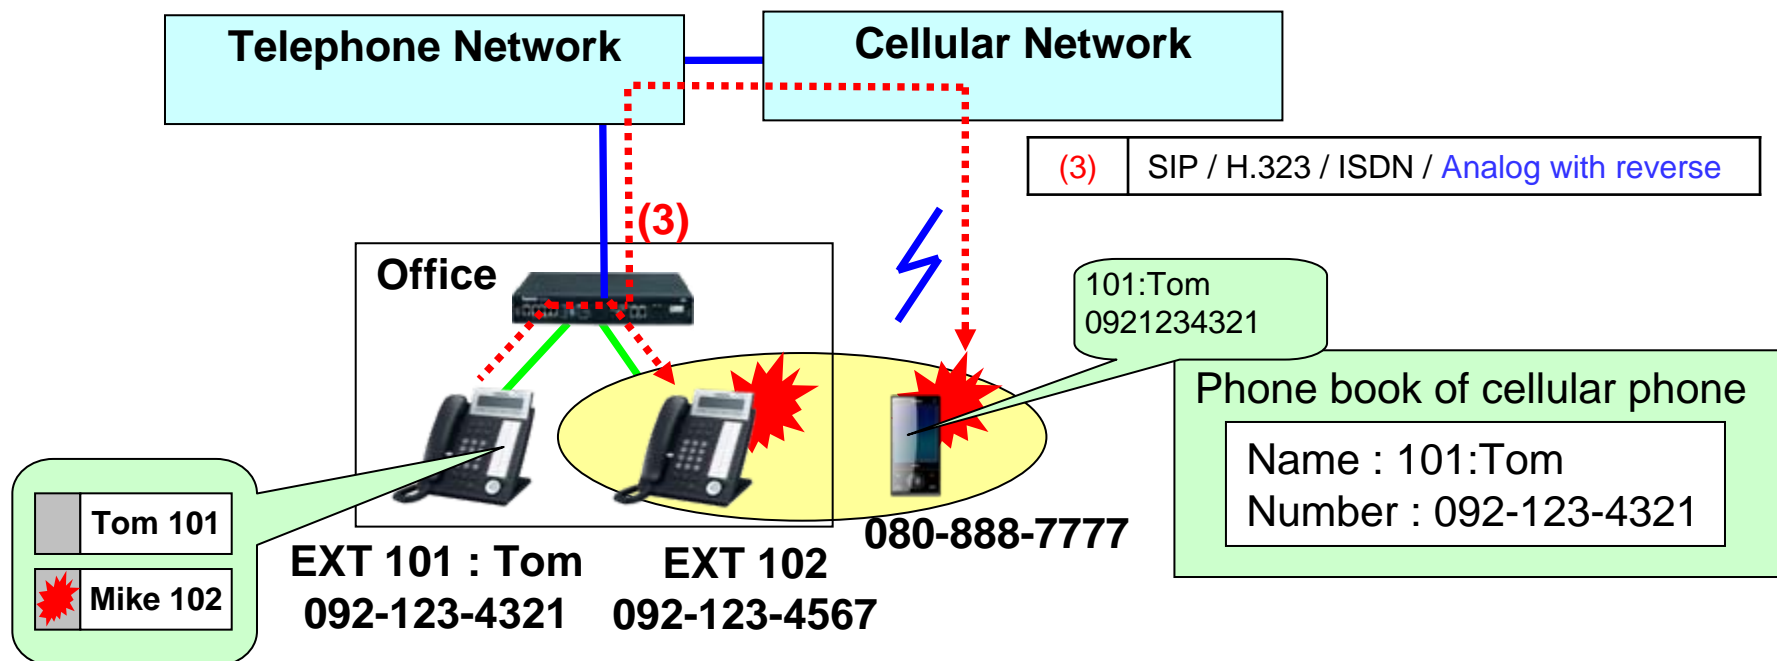 Telephone Network
Cellular Network
(3) SIP / H.323 / ISDN / Analog with reverse
(3)
Office
101:Tom
0921234321
Phone book of cellular phone
Name : 101:Tom
Number : 092-123-4321
Tom 101
Mike 102
EXT 101 : Tom
092-123-4321
EXT 102
092-123-4567
080-888-7777